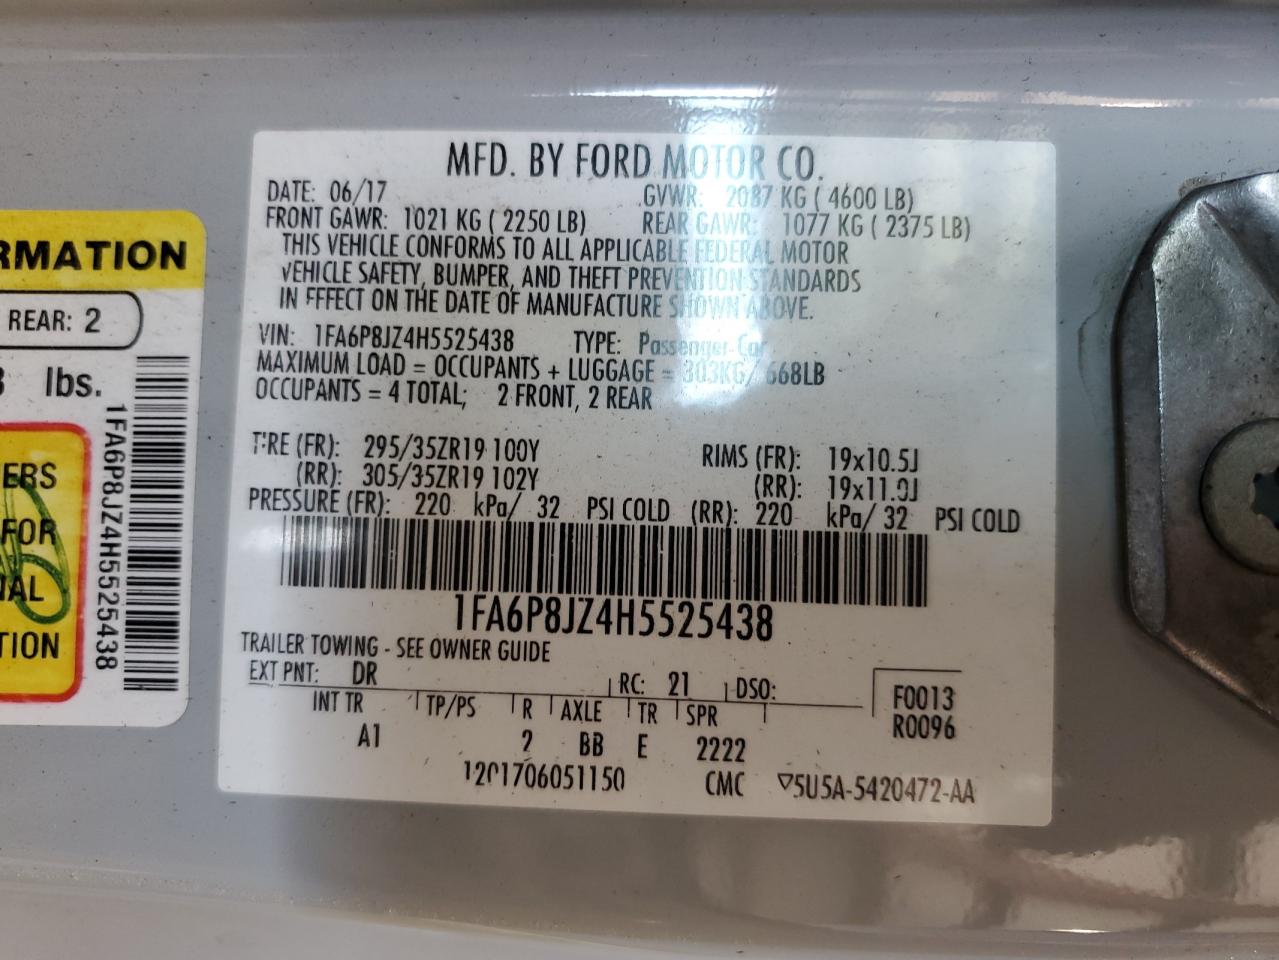 RMATION
REAR: 2
lbs.
ERS
FOR
NAL
TION
1FA6P8JZ4H5525438
MFD. BY FORD MOTOR CO.
DATE: 06/17 GVWR: 2087 KG ( 4600 LB)
FRONT GAWR: 1021 KG ( 2250 LB) REAR GAWR: 1077 KG ( 2375 LB)
THIS VEHICLE CONFORMS TO ALL APPLICABLE FEDERAL MOTOR
VEHICLE SAFETY, BUMPER, AND THEFT PREVENTION STANDARDS
IN EFFECT ON THE DATE OF MANUFACTURE SHOWN ABOVE.
VIN: 1FA6P8JZ4H5525438 TYPE: Passenger Car
MAXIMUM LOAD = OCCUPANTS + LUGGAGE = 303KG/ 668LB
OCCUPANTS = 4 TOTAL; 2 FRONT, 2 REAR
TIRE (FR): 295/35ZR19 100Y RIMS (FR): 19x10.5J
(RR): 305/35ZR19 102Y (RR): 19x11.0J
PRESSURE (FR): 220 kPa/ 32 PSI COLD (RR): 220 kPa/ 32 PSI COLD
1FA6P8JZ4H5525438
TRAILER TOWING - SEE OWNER GUIDE
EXT PNT: DR RC: 21 DSO:
INT TR TP/PS R AXLE TR SPR F0013
R0096
A1 2 BB E 2222
1201706051150 CMC ▽5U5A-5420472-AA